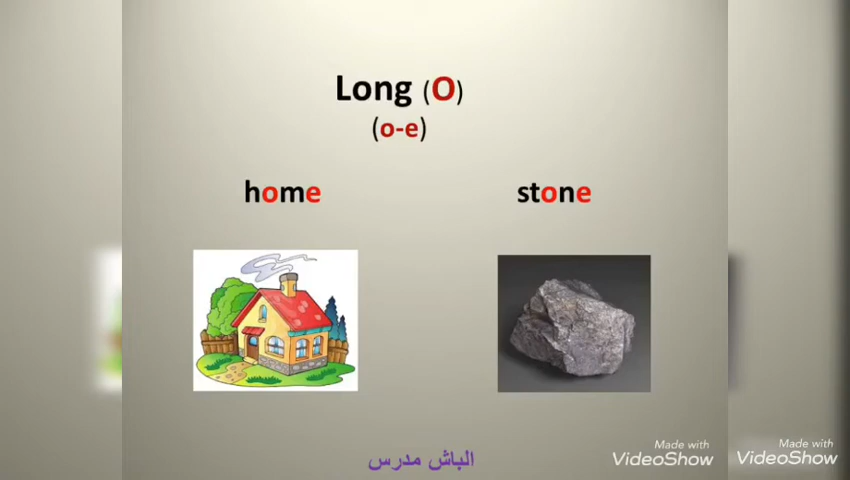 Long (O)
(o-e)
home
stone
الباش مدرس
Made with
VideoShow
Made with
VideoShow